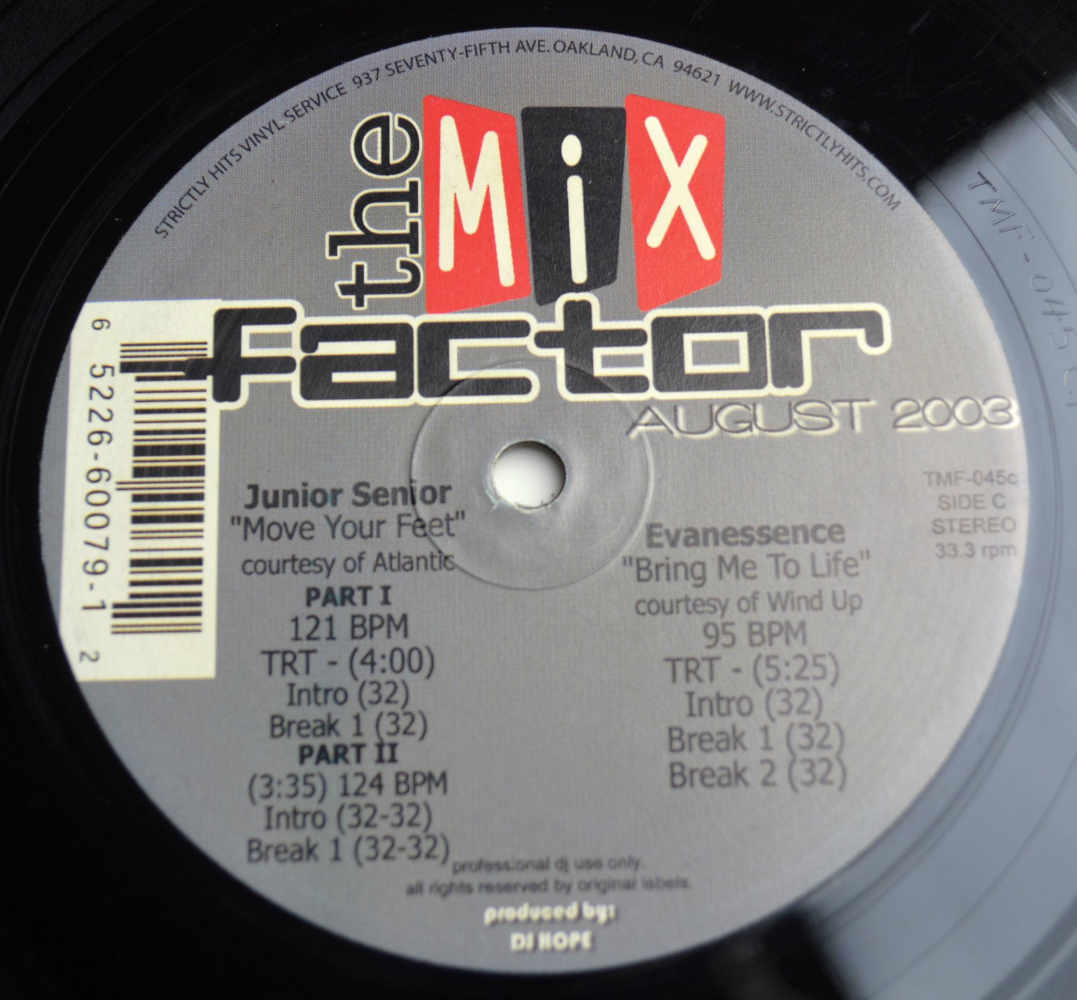 STRICTLY HITS VINYL SERVICE 937 SEVENTY-FIFTH AVE. OAKLAND, CA 94621 WWW.STRICTLYHITS.COM
the MiX
factor
AUGUST 2003
6 5226-60079-1 2
TMF-045c
SIDE C
STEREO
33.3 rpm
Junior Senior
"Move Your Feet"
courtesy of Atlantic
PART I
121 BPM
TRT - (4:00)
Intro (32)
Break 1 (32)
PART II
(3:35) 124 BPM
Intro (32-32)
Break 1 (32-32)
Evanessence
"Bring Me To Life"
courtesy of Wind Up
95 BPM
TRT - (5:25)
Intro (32)
Break 1 (32)
Break 2 (32)
professional dj use only.
all rights reserved by original labels.
produced by:
DJ HOPE
TMF-045